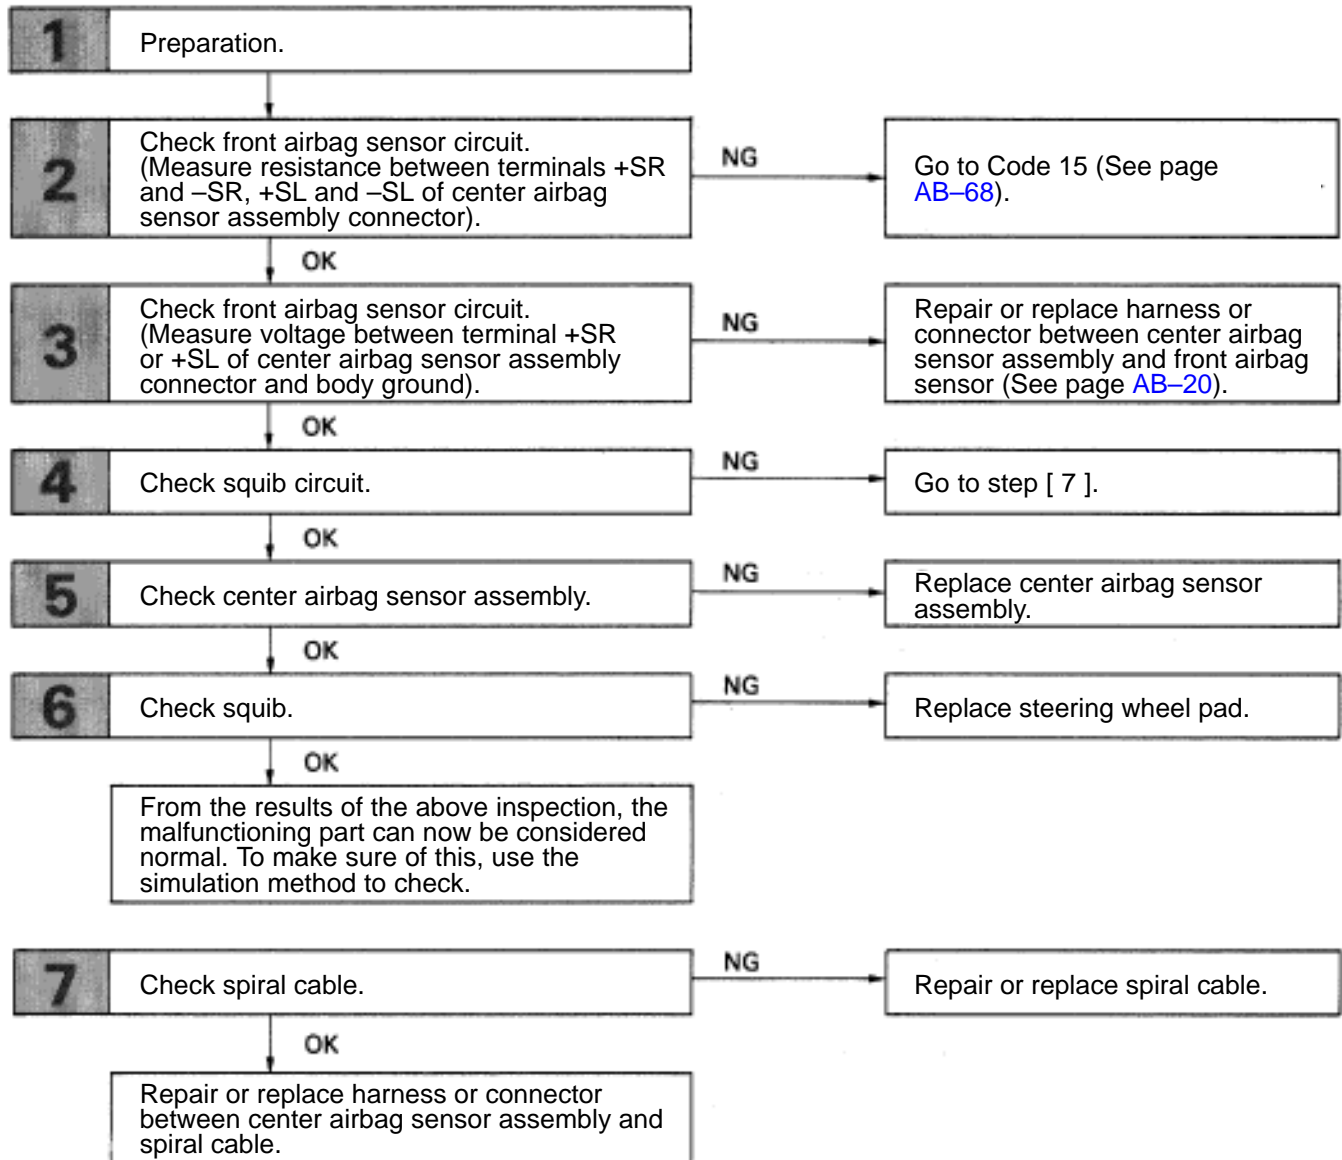 1
Preparation.
2
Check front airbag sensor circuit.
(Measure resistance between terminals +SR
and –SR, +SL and –SL of center airbag
sensor assembly connector).
NG
Go to Code 15 (See page
AB–68).
OK
3
Check front airbag sensor circuit.
(Measure voltage between terminal +SR
or +SL of center airbag sensor assembly
connector and body ground).
NG
Repair or replace harness or
connector between center airbag
sensor assembly and front airbag
sensor (See page AB–20).
OK
4
Check squib circuit.
NG
Go to step [ 7 ].
OK
5
Check center airbag sensor assembly.
NG
Replace center airbag sensor
assembly.
OK
6
Check squib.
NG
Replace steering wheel pad.
OK
From the results of the above inspection, the
malfunctioning part can now be considered
normal. To make sure of this, use the
simulation method to check.
7
Check spiral cable.
NG
Repair or replace spiral cable.
OK
Repair or replace harness or connector
between center airbag sensor assembly and
spiral cable.